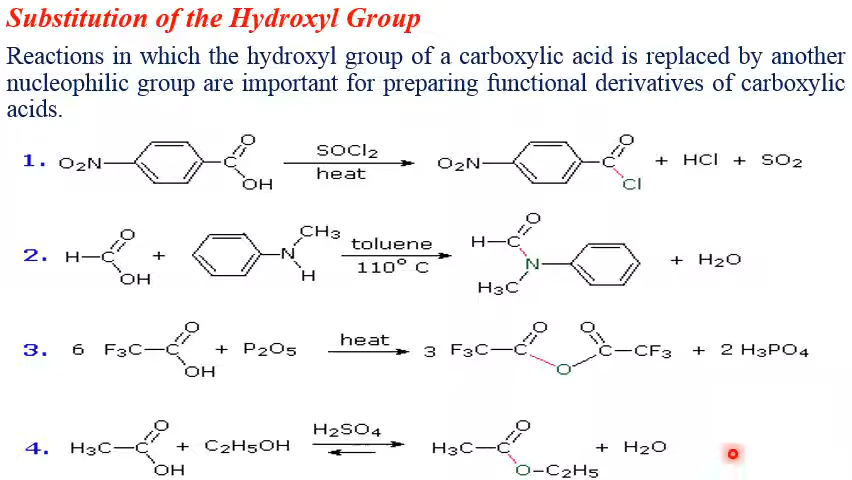 Substitution of the Hydroxyl Group
Reactions in which the hydroxyl group of a carboxylic acid is replaced by another
nucleophilic group are important for preparing functional derivatives of carboxylic
acids.
1. O₂N C O OH SOCl₂ heat O₂N C O Cl + HCl + SO₂
2. H C O OH + CH₃ N H toluene 110° C H C O N H₃C + H₂O
3. 6 F₃C C O OH + P₂O₅ heat 3 F₃C C O O C O CF₃ + 2 H₃PO₄
4. H₃C C O OH + C₂H₅OH H₂SO₄ H₃C C O O–C₂H₅ + H₂O